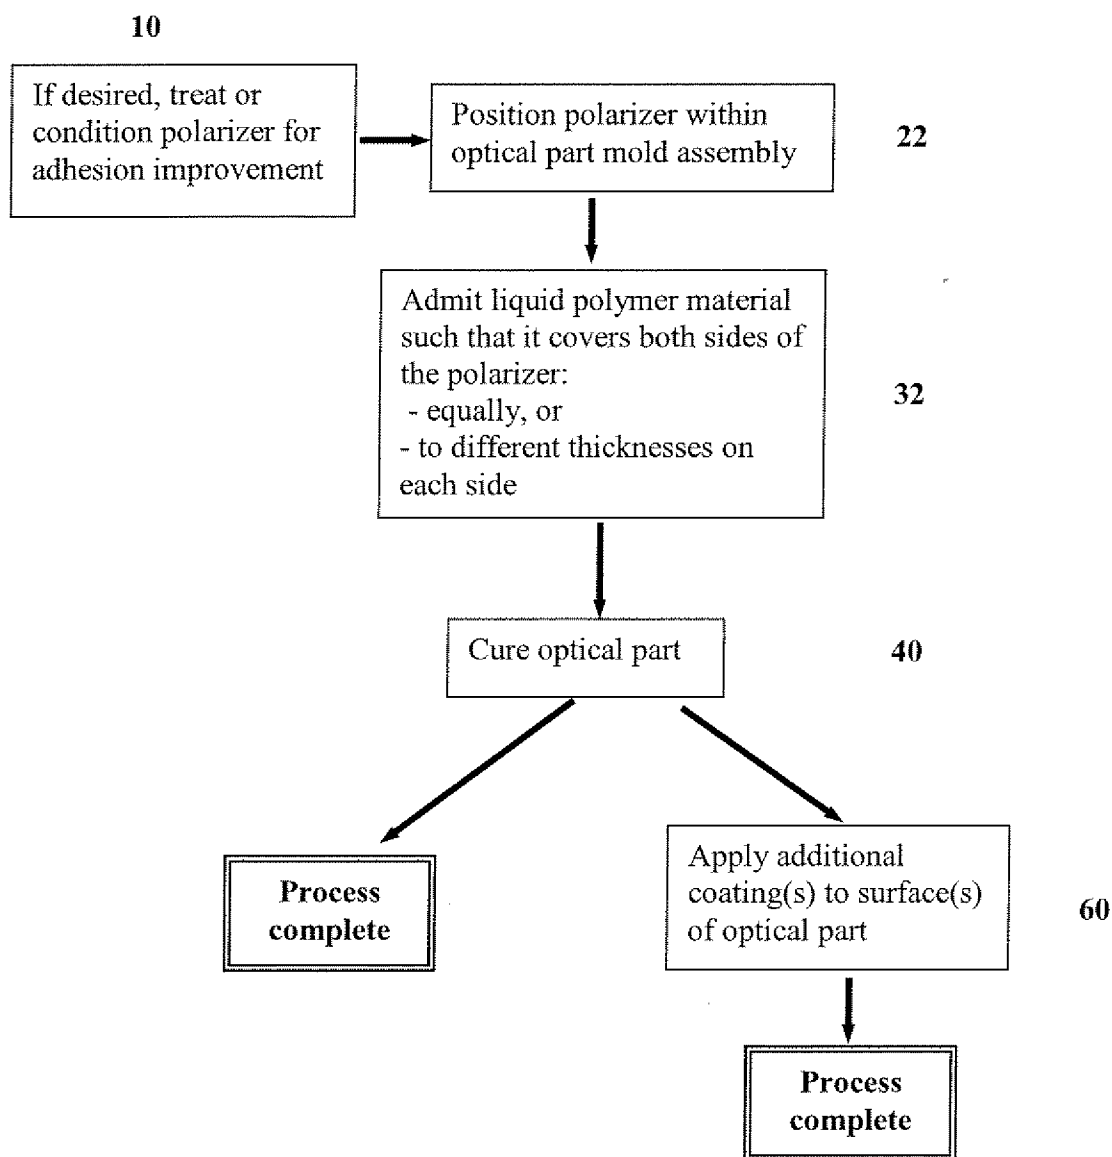 10
If desired, treat or
condition polarizer for
adhesion improvement
Position polarizer within
optical part mold assembly
22
Admit liquid polymer material
such that it covers both sides of
the polarizer:
- equally, or
- to different thicknesses on
each side
32
Cure optical part
40
Process
complete
Apply additional
coating(s) to surface(s)
of optical part
60
Process
complete